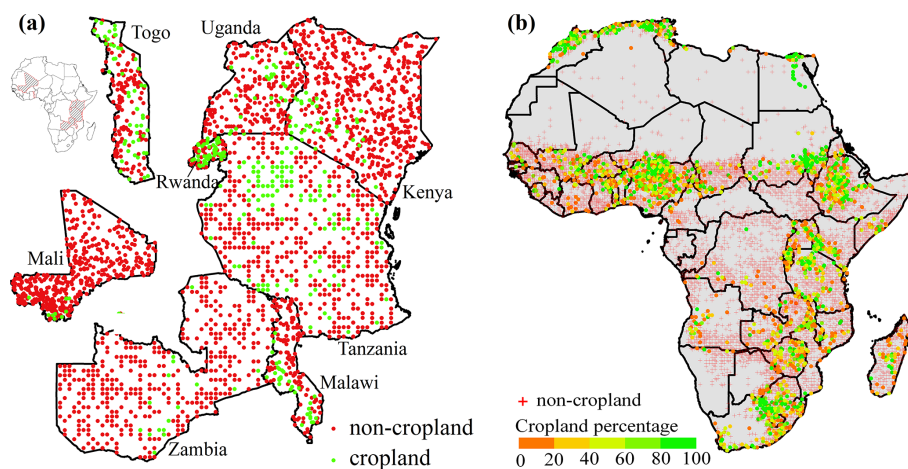 (a)
Togo
Uganda
Rwanda
Kenya
Mali
Tanzania
Malawi
Zambia
non-cropland
cropland
(b)
non-cropland
Cropland percentage
0 20 40 60 80 100